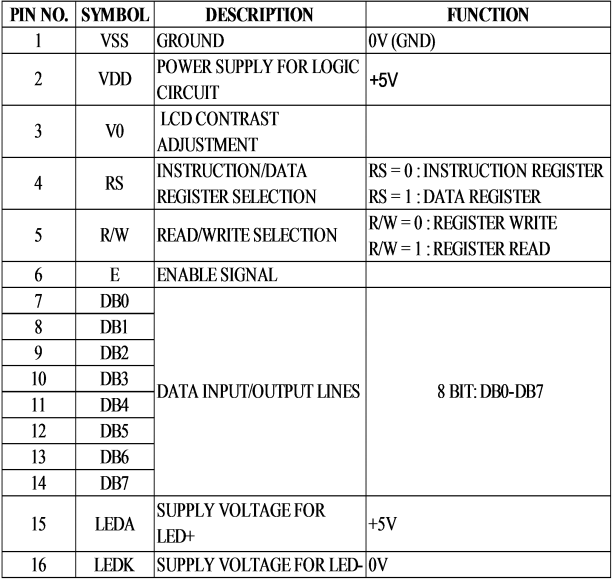 PIN NO. SYMBOL DESCRIPTION FUNCTION
1 VSS GROUND 0V (GND)
2 VDD POWER SUPPLY FOR LOGIC CIRCUIT +5V
3 V0 LCD CONTRAST ADJUSTMENT
4 RS INSTRUCTION/DATA REGISTER SELECTION RS = 0 : INSTRUCTION REGISTER RS = 1 : DATA REGISTER
5 R/W READ/WRITE SELECTION R/W = 0 : REGISTER WRITE R/W = 1 : REGISTER READ
6 E ENABLE SIGNAL
7 DB0
8 DB1
9 DB2
10 DB3
11 DB4
12 DB5
13 DB6
14 DB7
DATA INPUT/OUTPUT LINES 8 BIT: DB0-DB7
15 LEDA SUPPLY VOLTAGE FOR LED+ +5V
16 LEDK SUPPLY VOLTAGE FOR LED- 0V